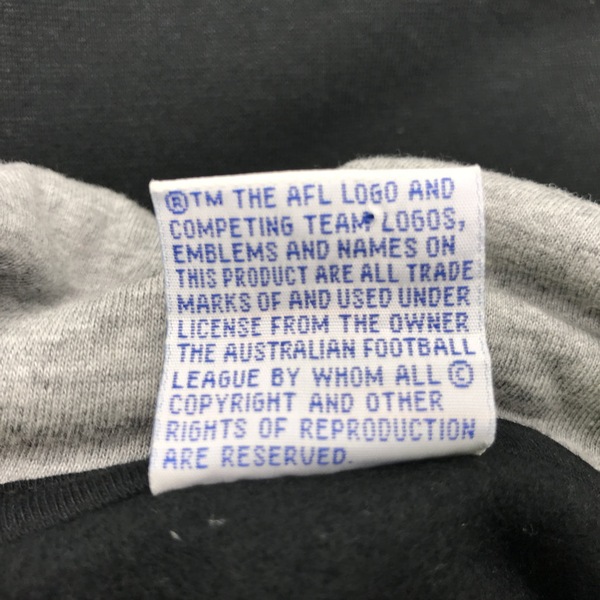 ®TM THE AFL LOGO AND
COMPETING TEAM LOGOS,
EMBLEMS AND NAMES ON
THIS PRODUCT ARE ALL TRADE
MARKS OF AND USED UNDER
LICENSE FROM THE OWNER
THE AUSTRALIAN FOOTBALL
LEAGUE BY WHOM ALL ©
COPYRIGHT AND OTHER
RIGHTS OF REPRODUCTION
ARE RESERVED.